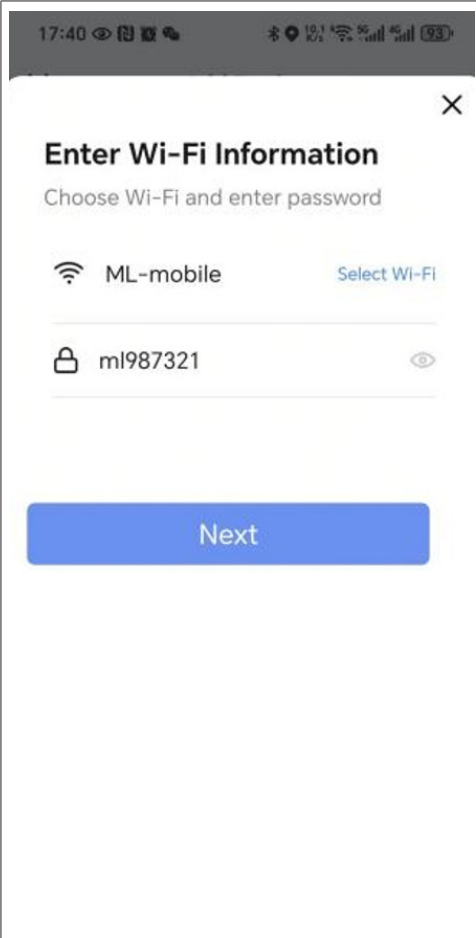 17:40 93
Enter Wi-Fi Information
Choose Wi-Fi and enter password
ML-mobile Select Wi-Fi
ml987321
Next